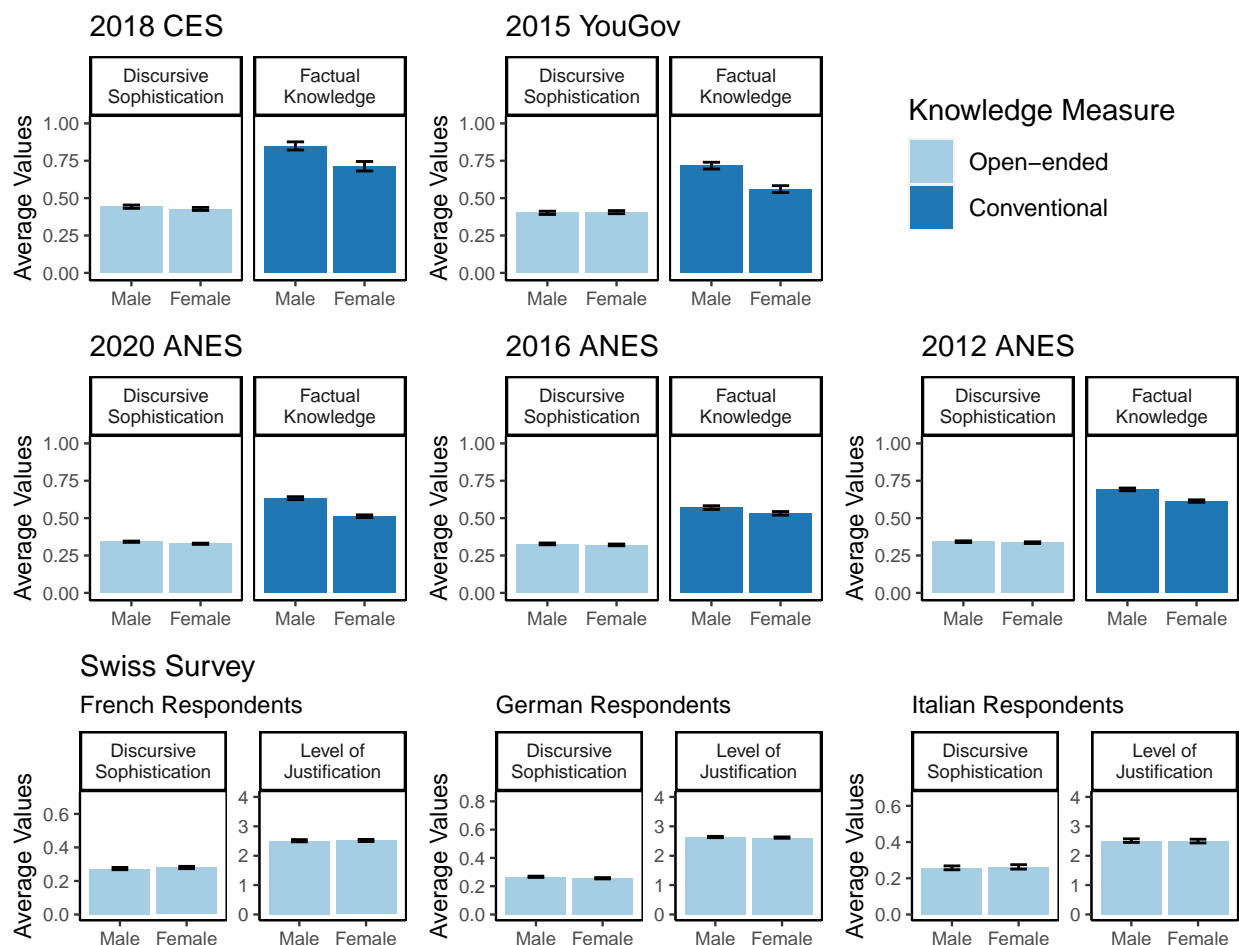 2018 CES
Discursive
Sophistication
Factual
Knowledge
Average Values
1.00
0.75
0.50
0.25
0.00
Male
Female
Male
Female
2015 YouGov
Discursive
Sophistication
Factual
Knowledge
Average Values
1.00
0.75
0.50
0.25
0.00
Male
Female
Male
Female
Knowledge Measure
Open−ended
Conventional
2020 ANES
Discursive
Sophistication
Factual
Knowledge
Average Values
1.00
0.75
0.50
0.25
0.00
Male
Female
Male
Female
2016 ANES
Discursive
Sophistication
Factual
Knowledge
Average Values
1.00
0.75
0.50
0.25
0.00
Male
Female
Male
Female
2012 ANES
Discursive
Sophistication
Factual
Knowledge
Average Values
1.00
0.75
0.50
0.25
0.00
Male
Female
Male
Female
Swiss Survey
French Respondents
Discursive
Sophistication
Level of
Justification
Average Values
0.6
0.4
0.2
0.0
4
3
2
1
0
Male
Female
Male
Female
German Respondents
Discursive
Sophistication
Level of
Justification
Average Values
0.8
0.6
0.4
0.2
0.0
4
3
2
1
0
Male
Female
Male
Female
Italian Respondents
Discursive
Sophistication
Level of
Justification
Average Values
0.6
0.4
0.2
0.0
4
3
2
1
0
Male
Female
Male
Female